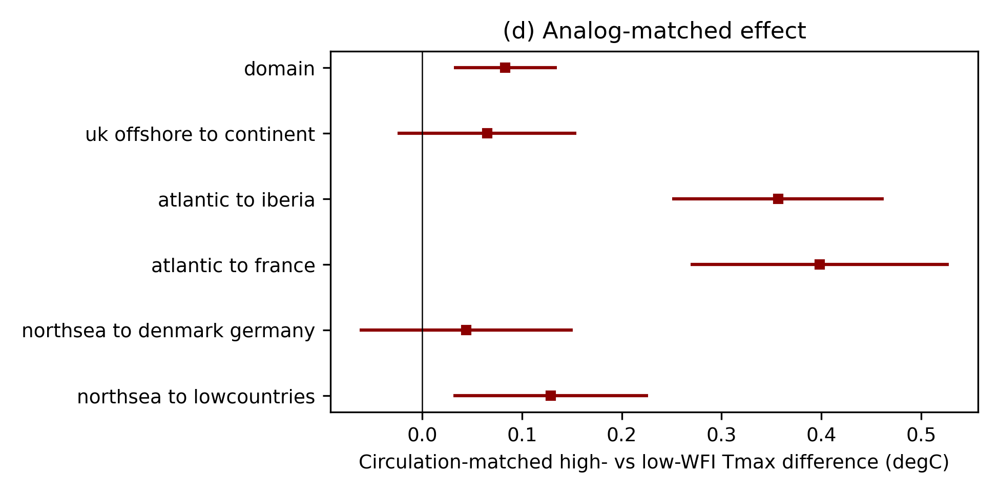 (d) Analog-matched effect
domain
uk offshore to continent
atlantic to iberia
atlantic to france
northsea to denmark germany
northsea to lowcountries
0.0 0.1 0.2 0.3 0.4 0.5
Circulation-matched high- vs low-WFI Tmax difference (degC)